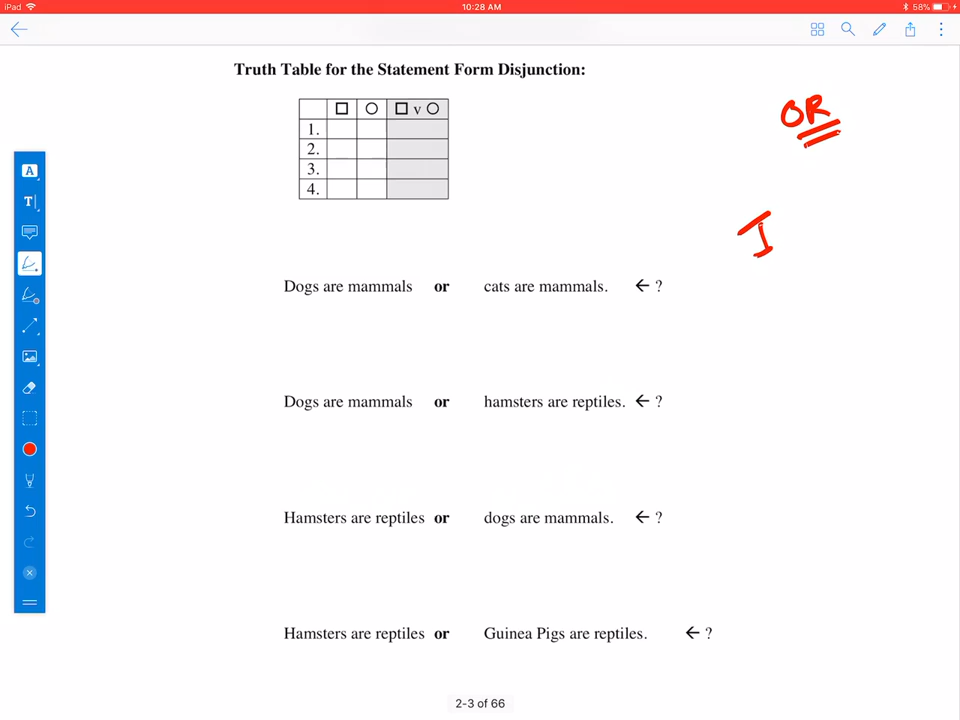 iPad 10:28 AM 58%
Truth Table for the Statement Form Disjunction:
□ ○ □ v ○
1.
2.
3.
4.
OR
I
Dogs are mammals or cats are mammals. ← ?
Dogs are mammals or hamsters are reptiles. ← ?
Hamsters are reptiles or dogs are mammals. ← ?
Hamsters are reptiles or Guinea Pigs are reptiles. ← ?
A
T
2-3 of 66